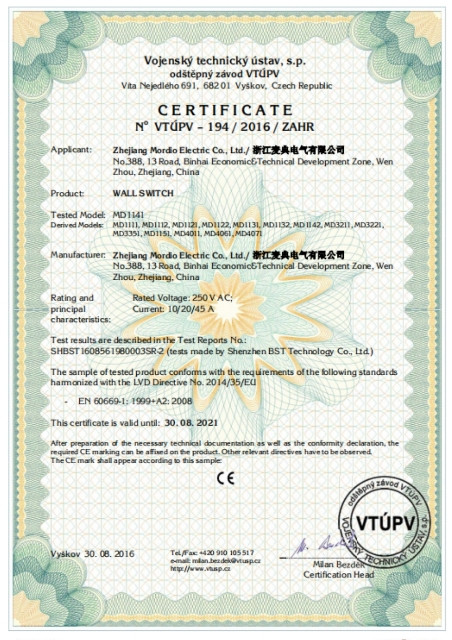 Vojenský technický ústav, s.p.
odštěpný závod VTÚPV
Víta Nejedlého 691, 682 01 Vyškov, Czech Republic
CERTIFICATE
N° VTÚPV – 194 / 2016 / ZAHR
Applicant: Zhejiang Mordio Electric Co., Ltd./ 浙江麦典电气有限公司
No.388, 13 Road, Binhai Economic&Technical Development Zone, Wen
Zhou, Zhejiang, China
Product: WALL SWITCH
Tested Model: MD1141
Derived Models: MD1111, MD1112, MD1121, MD1122, MD1131, MD1132, MD1142, MD3211, MD3221,
MD3351, MD1151, MD4011, MD4061, MD4071
Manufacturer: Zhejiang Mordio Electric Co., Ltd./ 浙江麦典电气有限公司
No.388, 13 Road, Binhai Economic&Technical Development Zone, Wen
Zhou, Zhejiang, China
Rating and Rated Voltage: 250 V AC;
principal Current: 10/20/45 A
characteristics:
Test results are described in the Test Reports No.:
SHBST1608561980003SR-2 (tests made by Shenzhen BST Technology Co., Ltd.)
The sample of tested product conforms with the requirements of the following standards
harmonized with the LVD Directive No. 2014/35/EU
- EN 60669-1: 1999+A2: 2008
This certificate is valid until: 30. 08. 2021
After preparation of the necessary technical documentation as well as the conformity declaration, the
required CE marking can be affixed on the product. Other relevant directives have to be observed.
The CE mark shall appear according to this sample:
CE
odštěpný závod VTÚPV
VTÚPV
VOJENSKÝ TECHNICKÝ ÚSTAV, s.p.
Vyškov 30. 08. 2016
Tel./Fax: +420 910 105 517
e-mail: milan.bezdek@vtusp.cz
http://www.vtusp.cz
Milan Bezděk
Certification Head